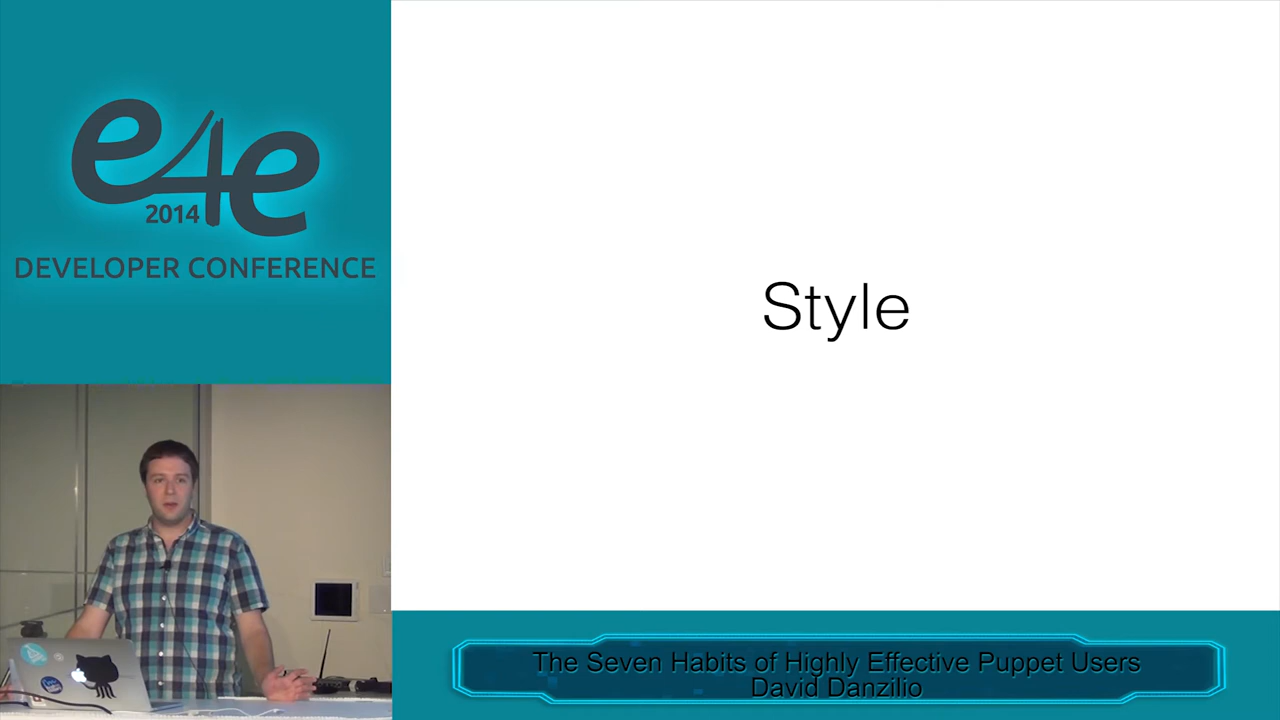 e4e
2014
DEVELOPER CONFERENCE
Style
The Seven Habits of Highly Effective Puppet Users
David Danzilio